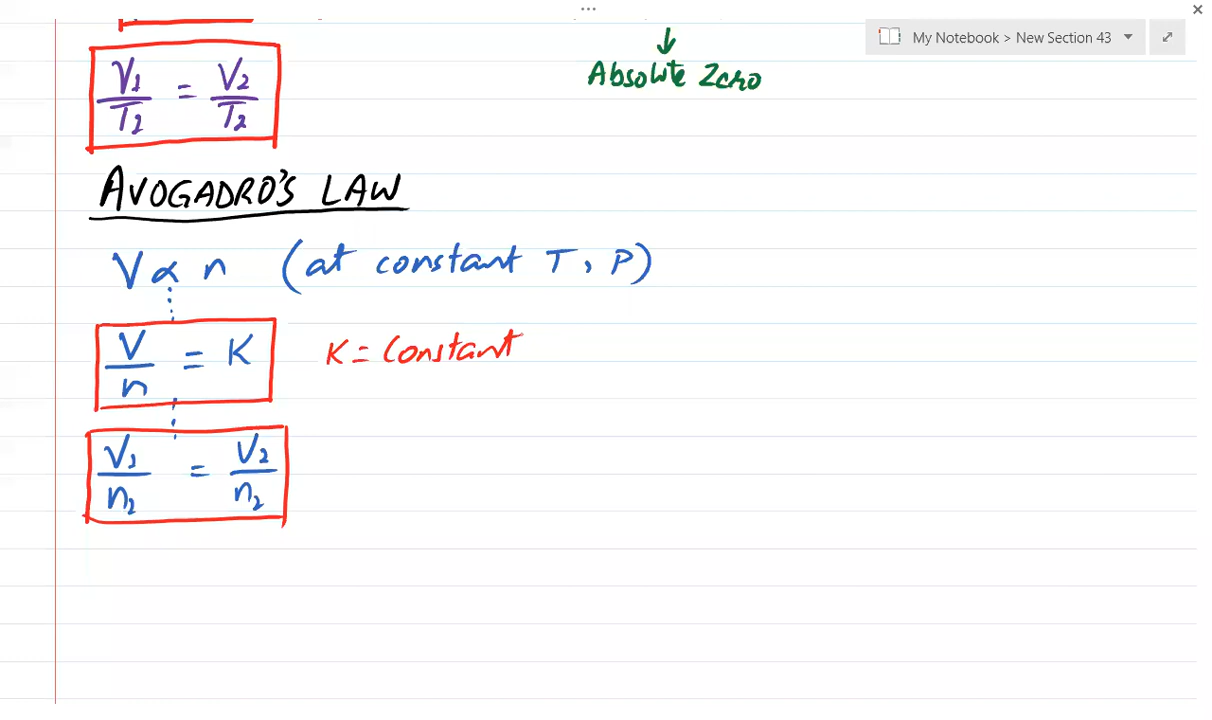 ...
My Notebook > New Section 43
Absolute Zero
V₁/T₂ = V₂/T₂
AVOGADRO'S LAW
V ∝ n (at constant T, P)
V/n = K K = Constant
V₁/n₂ = V₂/n₂